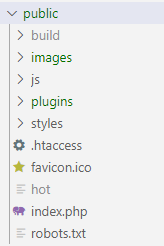 public
build
images
js
plugins
styles
.htaccess
favicon.ico
hot
index.php
robots.txt